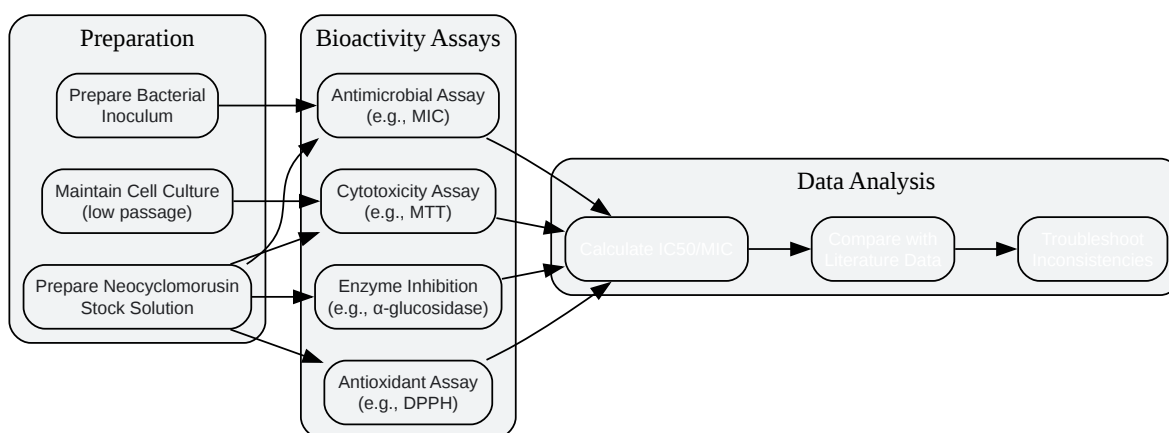 Preparation
Prepare Bacterial
Inoculum
Maintain Cell Culture
(low passage)
Prepare Neocyclomorusin
Stock Solution
Bioactivity Assays
Antimicrobial Assay
(e.g., MIC)
Cytotoxicity Assay
(e.g., MTT)
Enzyme Inhibition
(e.g., α-glucosidase)
Antioxidant Assay
(e.g., DPPH)
Data Analysis
Calculate IC50/MIC
Compare with
Literature Data
Troubleshoot
Inconsistencies